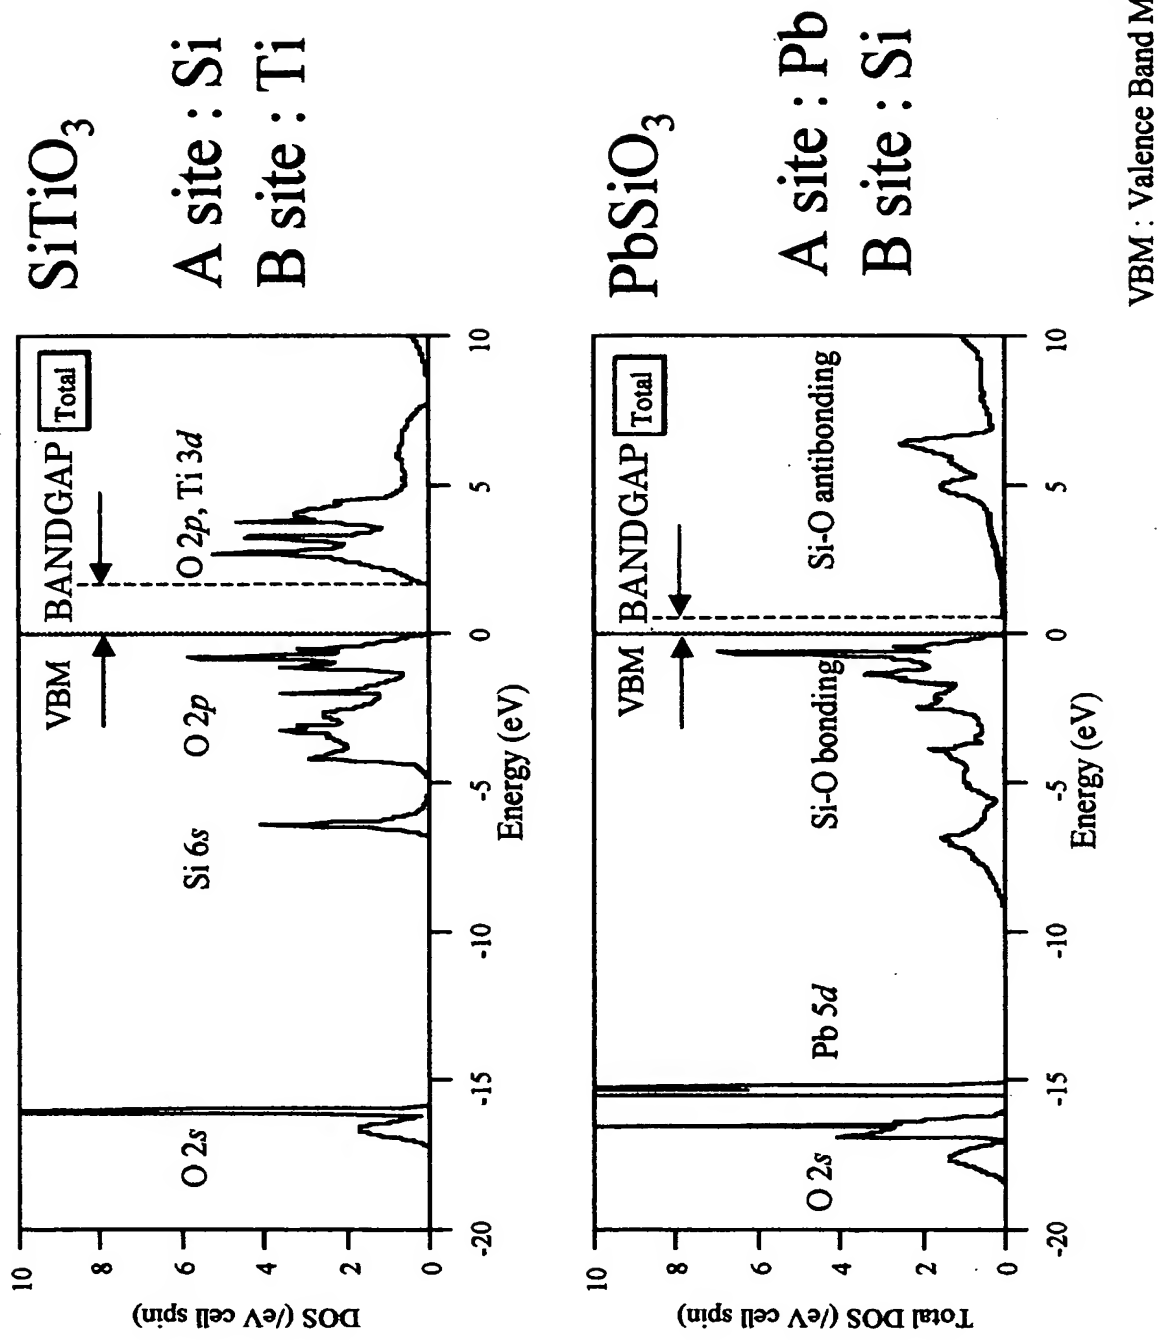 SiTiO3
A site : Si
B site : Ti
VBM BANDGAP
Total
O 2s
Si 6s
O 2p
O 2p, Ti 3d
DOS (/eV cell spin)
10
8
6
4
2
0
-20
-15
-10
-5
0
5
10
Energy (eV)
PbSiO3
A site : Pb
B site : Si
VBM BANDGAP
Total
O 2s
Pb 5d
Si-O bonding
Si-O antibonding
Total DOS (/eV cell spin)
10
8
6
4
2
0
-20
-15
-10
-5
0
5
10
Energy (eV)
VBM : Valence Band M